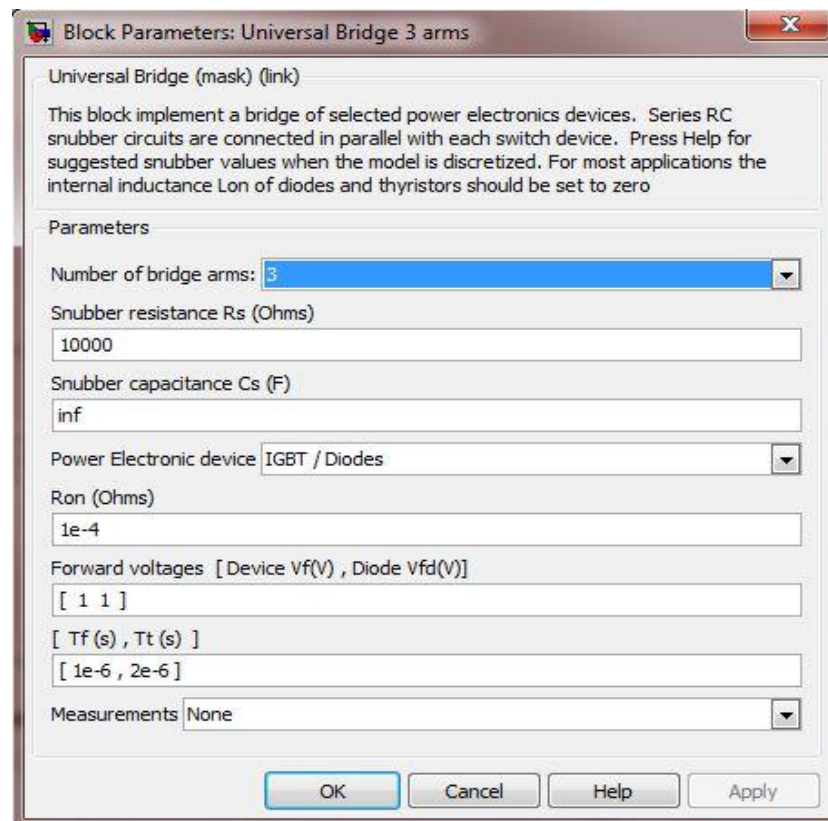 Block Parameters: Universal Bridge 3 arms
Universal Bridge (mask) (link)
This block implement a bridge of selected power electronics devices. Series RC
snubber circuits are connected in parallel with each switch device. Press Help for
suggested snubber values when the model is discretized. For most applications the
internal inductance Lon of diodes and thyristors should be set to zero
Parameters
Number of bridge arms: 3
Snubber resistance Rs (Ohms)
10000
Snubber capacitance Cs (F)
inf
Power Electronic device IGBT / Diodes
Ron (Ohms)
1e-4
Forward voltages [ Device Vf(V) , Diode Vfd(V)]
[ 1 1 ]
[ Tf (s) , Tt (s) ]
[ 1e-6 , 2e-6 ]
Measurements None
OK Cancel Help Apply